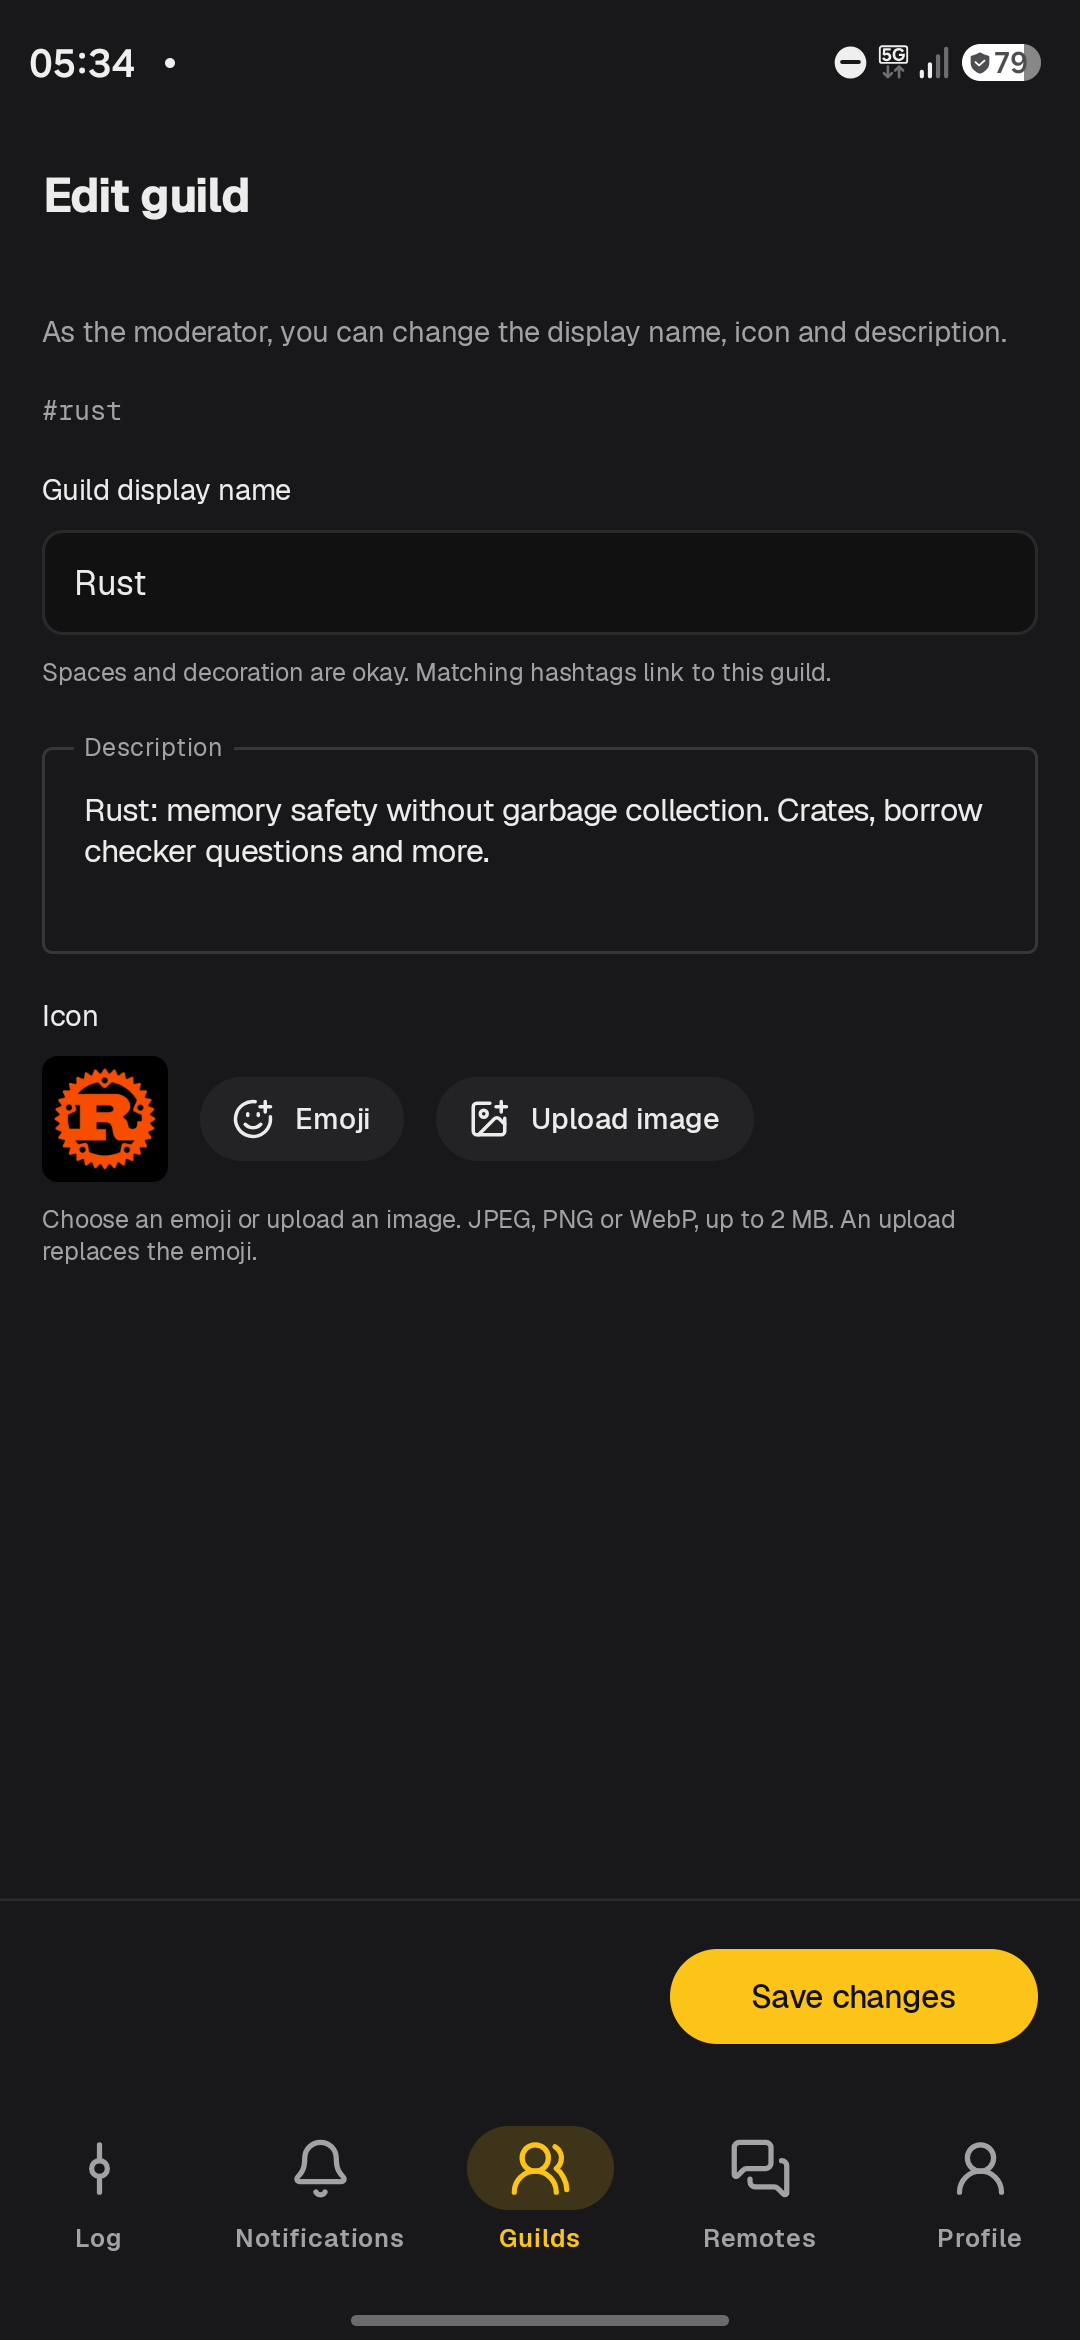 05:34
5G
79
Edit guild
As the moderator, you can change the display name, icon and description.
#rust
Guild display name
Rust
Spaces and decoration are okay. Matching hashtags link to this guild.
Description
Rust: memory safety without garbage collection. Crates, borrow
checker questions and more.
Icon
R
Emoji
Upload image
Choose an emoji or upload an image. JPEG, PNG or WebP, up to 2 MB. An upload
replaces the emoji.
Save changes
Log
Notifications
Guilds
Remotes
Profile